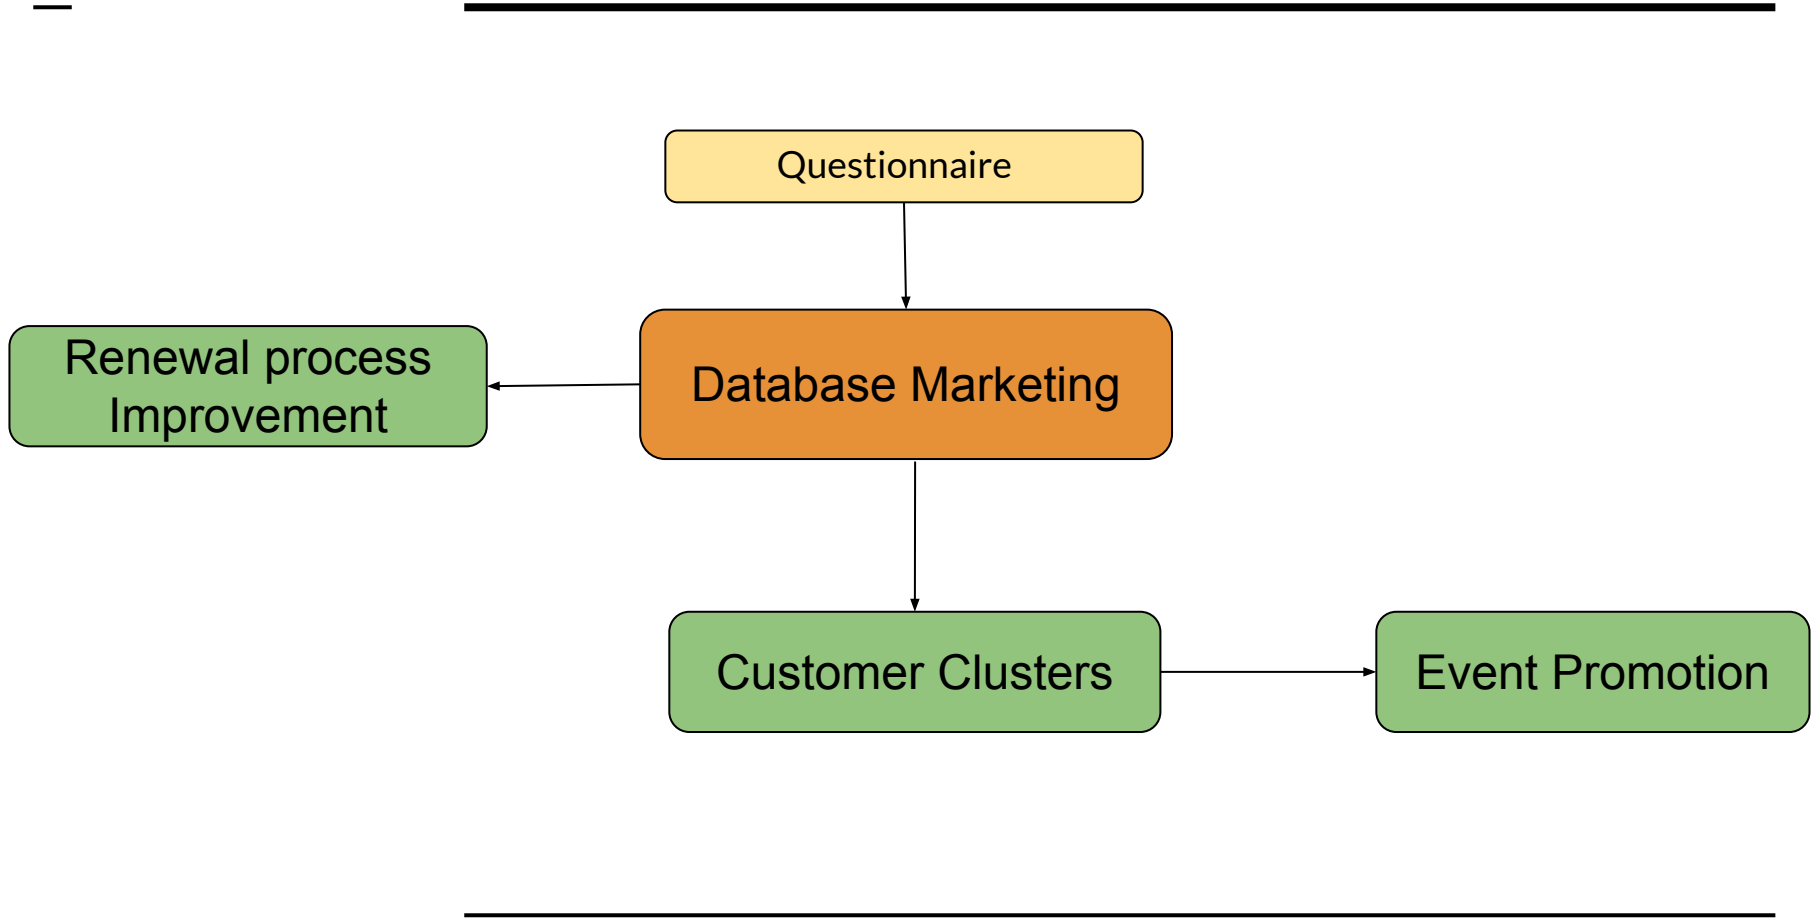 Questionnaire
Renewal process
Improvement
Database Marketing
Customer Clusters
Event Promotion